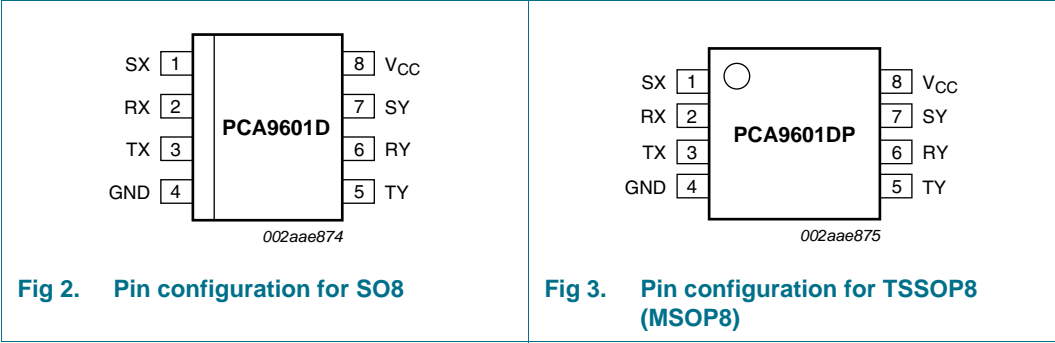 SX 1 8 VCC
RX 2 7 SY
PCA9601D
TX 3 6 RY
GND 4 5 TY
002aae874
Fig 2. Pin configuration for SO8
SX 1 8 VCC
RX 2 7 SY
PCA9601DP
TX 3 6 RY
GND 4 5 TY
002aae875
Fig 3. Pin configuration for TSSOP8
(MSOP8)